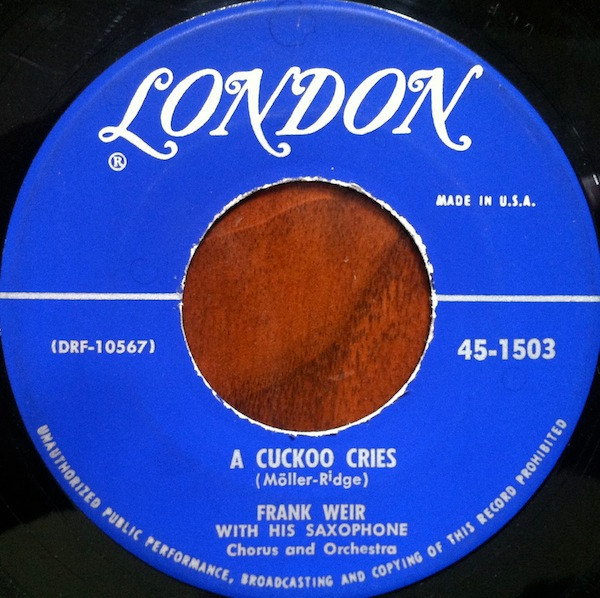 LONDON
®
MADE IN U.S.A.
(DRF-10567)
45-1503
A CUCKOO CRIES
(Möller-Ridge)
FRANK WEIR
WITH HIS SAXOPHONE
Chorus and Orchestra
UNAUTHORIZED PUBLIC PERFORMANCE, BROADCASTING AND COPYING OF THIS RECORD PROHIBITED